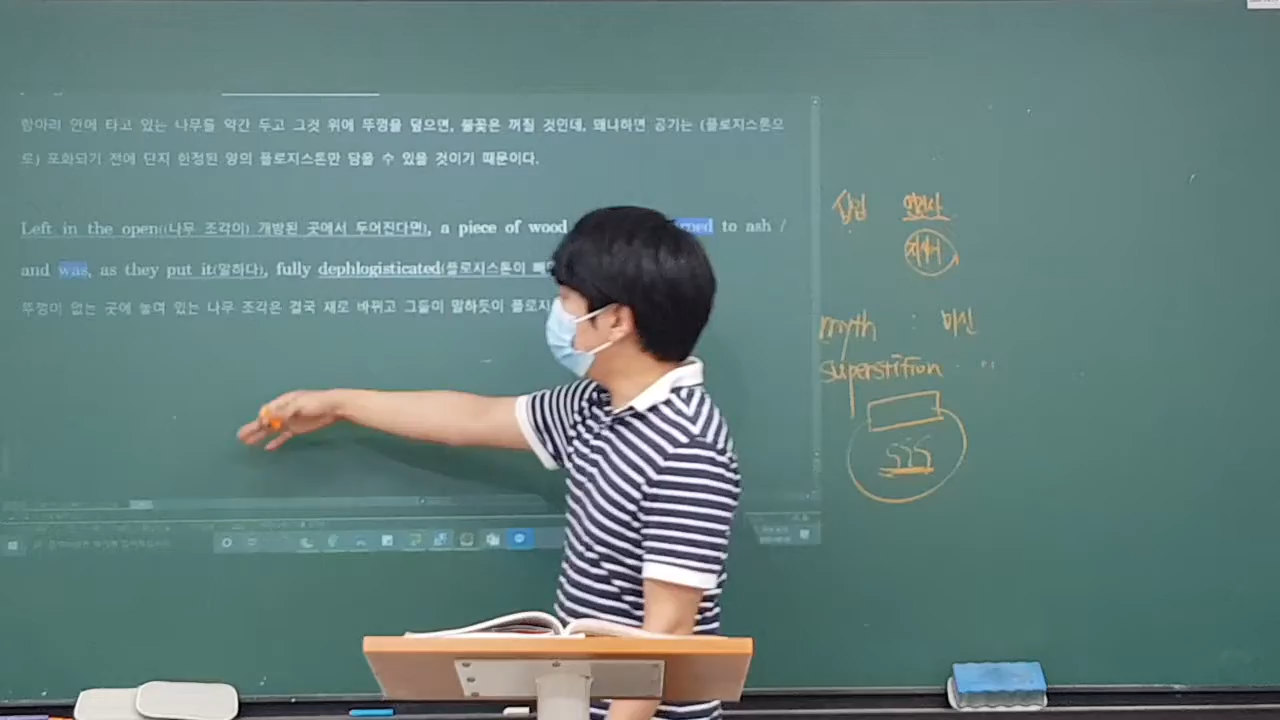 항아리 안에 타고 있는 나무를 약간 두고 그것 위에 뚜껑을 덮으면, 불꽃은 꺼질 것인데, 왜냐하면 공기는 (플로지스톤으
로) 포화되기 전에 단지 한정된 양의 플로지스톤만 담을 수 있을 것이기 때문이다.
Left in the open((나무 조각이) 개방된 곳에서 두어진다면), a piece of wood to ash /
and was, as they put it(말하다), fully dephlogisticated(플로지스톤이
뚜껑이 없는 곳에 놓여 있는 나무 조각은 결국 재로 바뀌고 그들이 말하듯이
삽입
myth : 미신
superstition "